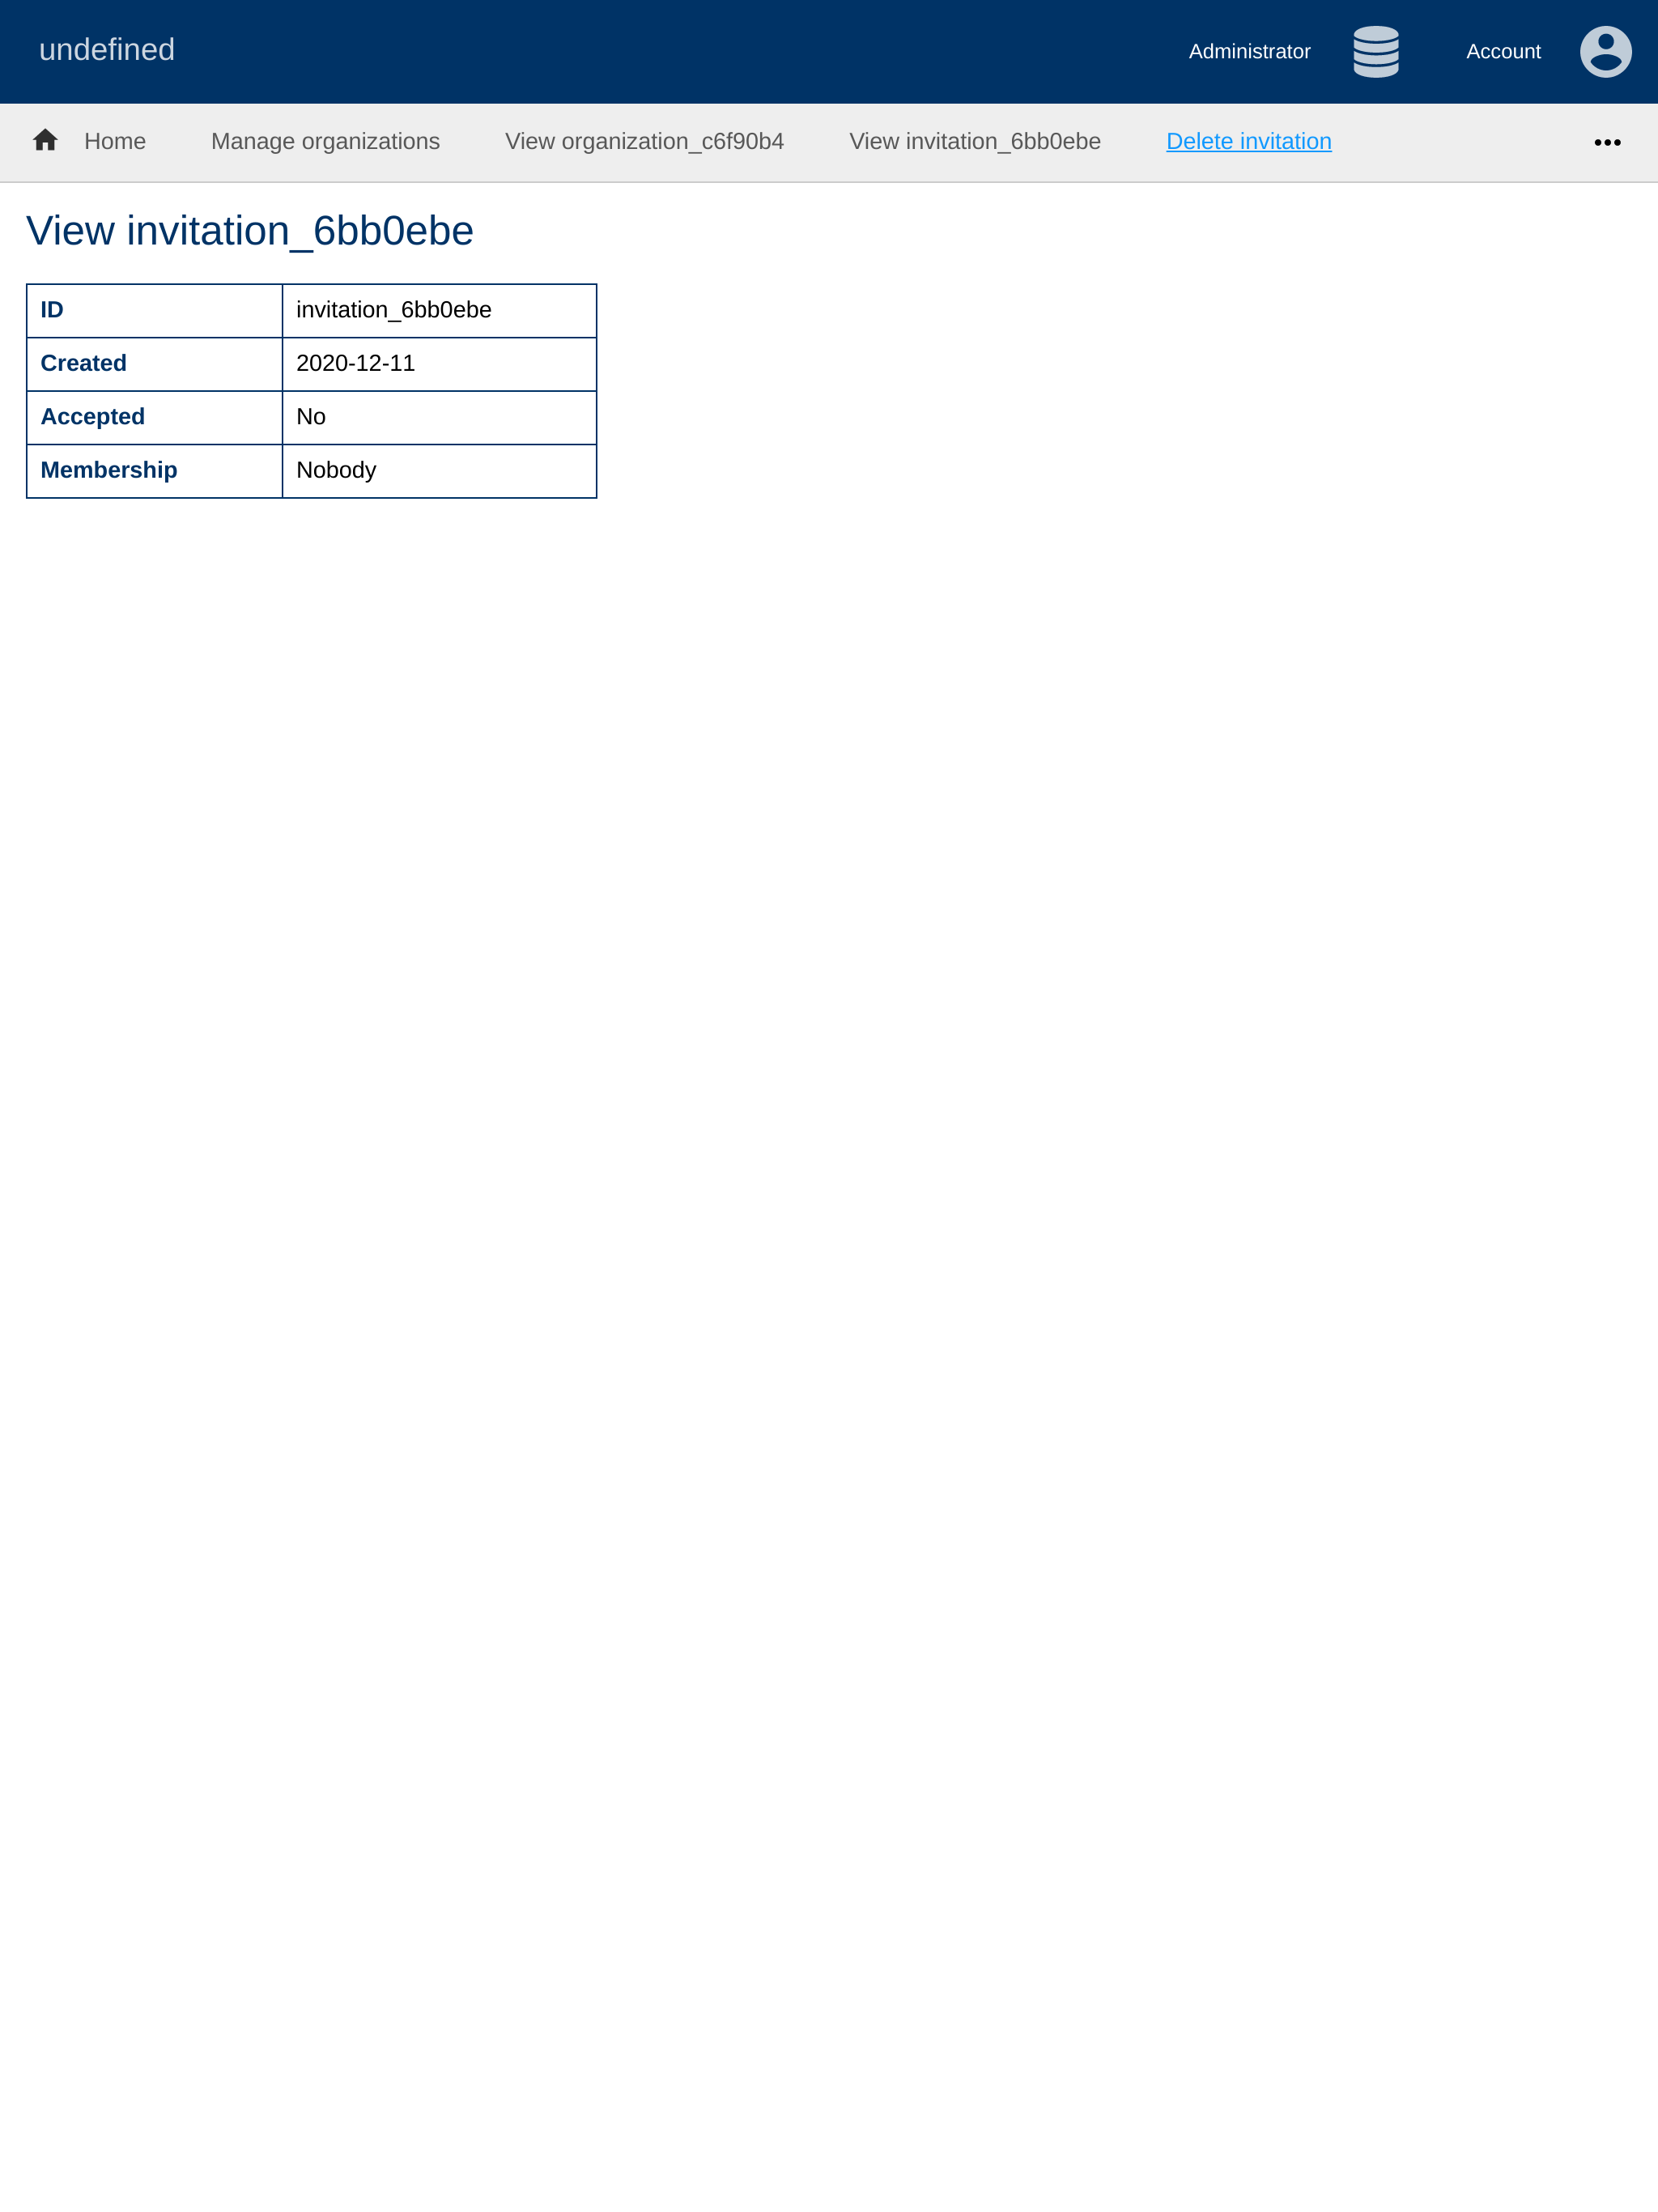 undefined
Administrator
Account
Home
Manage organizations
View organization_c6f90b4
View invitation_6bb0ebe
Delete invitation
View invitation_6bb0ebe
ID invitation_6bb0ebe
Created 2020-12-11
Accepted No
Membership Nobody